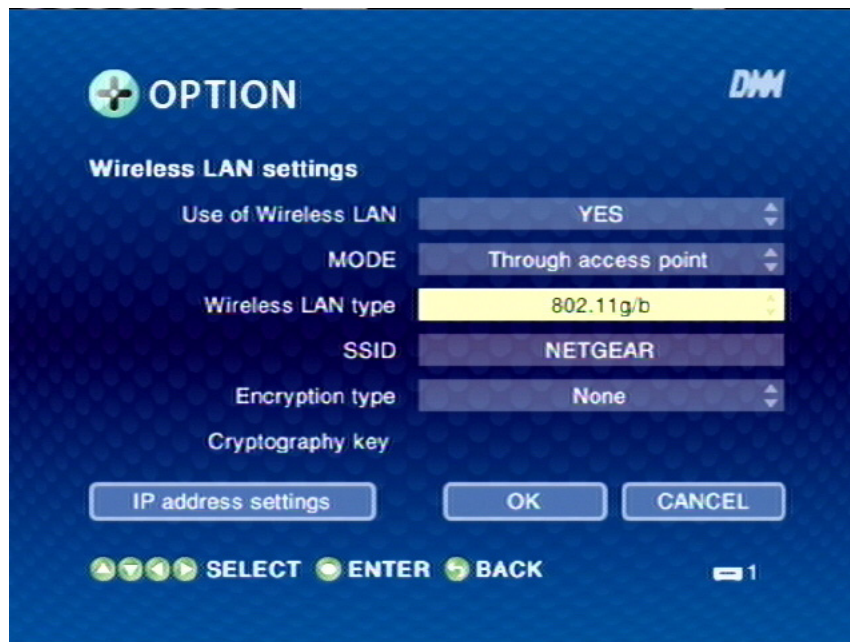 OPTION
DMM
Wireless LAN settings
Use of Wireless LAN YES
MODE Through access point
Wireless LAN type 802.11g/b
SSID NETGEAR
Encryption type None
Cryptography key
IP address settings OK CANCEL
SELECT ENTER BACK 1